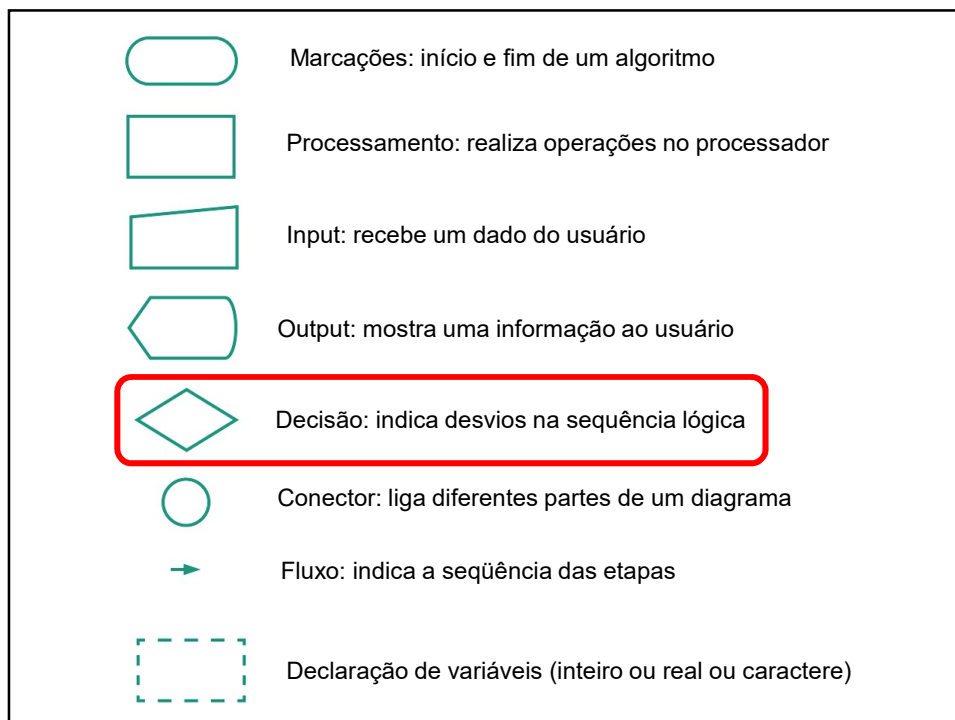 Marcações: início e fim de um algoritmo
Processamento: realiza operações no processador
Input: recebe um dado do usuário
Output: mostra uma informação ao usuário
Decisão: indica desvios na sequência lógica
Conector: liga diferentes partes de um diagrama
Fluxo: indica a seqüência das etapas
Declaração de variáveis (inteiro ou real ou caractere)